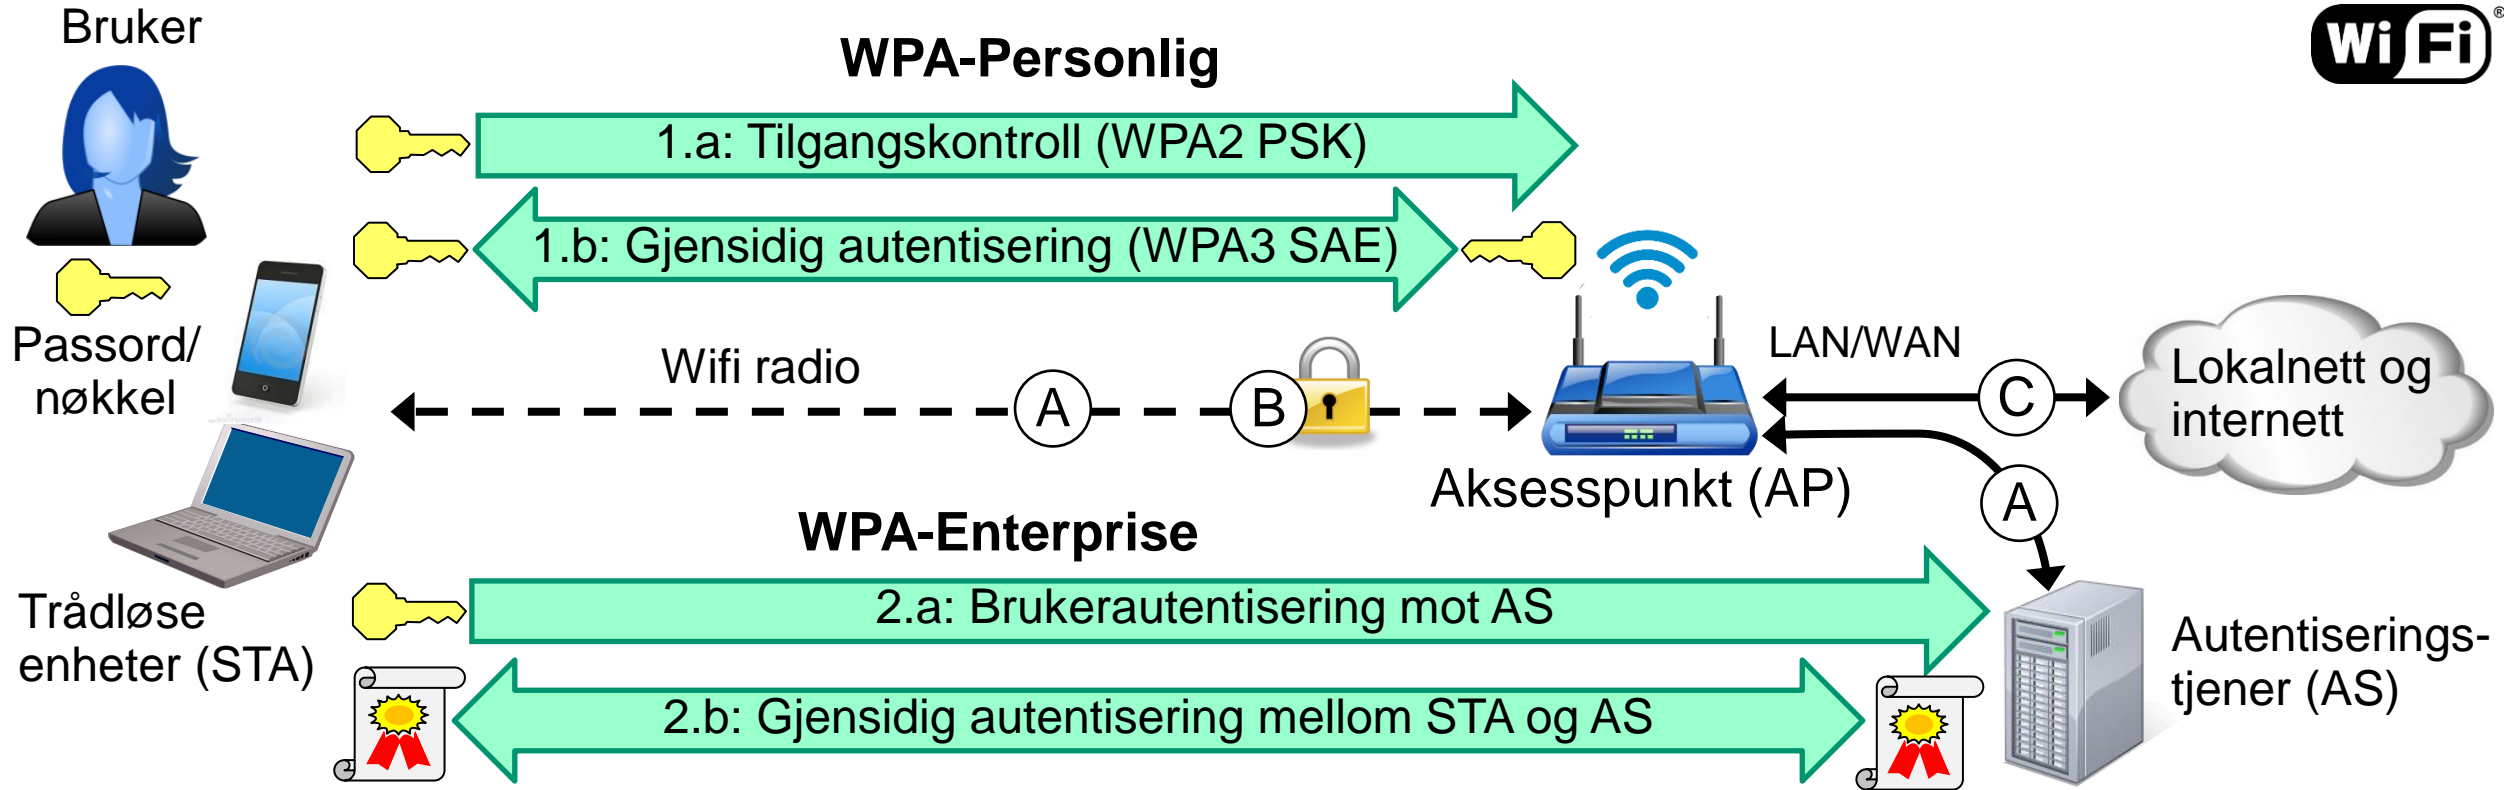 Bruker
WPA-Personlig
WiFi®
1.a: Tilgangskontroll (WPA2 PSK)
1.b: Gjensidig autentisering (WPA3 SAE)
Passord/
nøkkel
Wifi radio
A
B
LAN/WAN
C
Lokalnett og
internett
Aksesspunkt (AP)
A
WPA-Enterprise
Trådløse
enheter (STA)
2.a: Brukerautentisering mot AS
2.b: Gjensidig autentisering mellom STA og AS
Autentiserings-
tjener (AS)